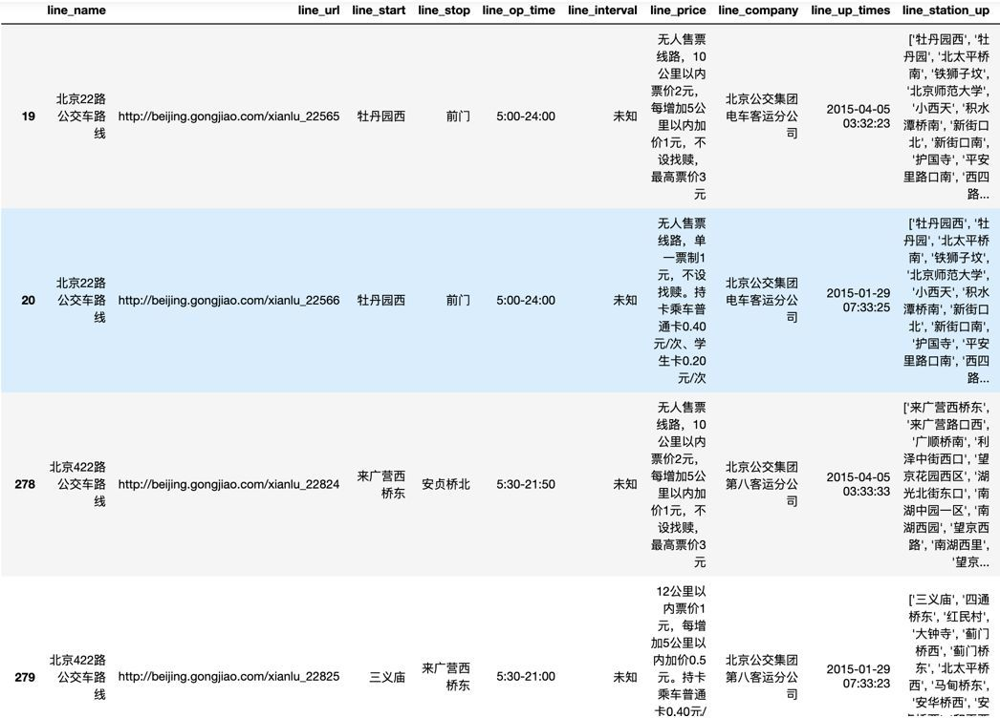 line_name line_url line_start line_stop line_op_time line_interval line_price line_company line_up_times line_station_up
19
北京22路
公交车路
线
http://beijing.gongjiao.com/xianlu_22565
牡丹园西
前门
5:00-24:00
未知
无人售票
线路，10
公里以内
票价2元，
每增加5公
里以内加
价1元，不
设找赎，
最高票价3
元
北京公交集团
电车客运分公
司
2015-04-05
03:32:23
['牡丹园西', '牡
丹园', '北太平桥
南', '铁狮子坟',
'北京师范大学',
'小西天', '积水
潭桥南', '新街口
北', '新街口南',
'护国寺', '平安
里路口南', '西四
路...
20
北京22路
公交车路
线
http://beijing.gongjiao.com/xianlu_22566
牡丹园西
前门
5:00-24:00
未知
无人售票
线路，单
一票制1
元，不设
找赎。持
卡乘车普
通卡0.40
元/次、学
生卡0.20
元/次
北京公交集团
电车客运分公
司
2015-01-29
07:33:25
['牡丹园西', '牡
丹园', '北太平桥
南', '铁狮子坟',
'北京师范大学',
'小西天', '积水
潭桥南', '新街口
北', '新街口南',
'护国寺', '平安
里路口南', '西四
路...
278
北京422路
公交车路
线
http://beijing.gongjiao.com/xianlu_22824
来广营西
桥东
安贞桥北
5:30-21:50
未知
无人售票
线路，10
公里以内
票价2元，
每增加5公
里以内加
价1元，不
设找赎，
最高票价3
元
北京公交集团
第八客运分公
司
2015-04-05
03:33:33
['来广营西桥东',
'来广营路口西',
'广顺桥南', '利
泽中街西口', '望
京花园西区', '湖
光北街东口', '南
湖中园一区', '南
湖西园', '望京西
路', '南湖西里',
'望京...
279
北京422路
公交车路
线
http://beijing.gongjiao.com/xianlu_22825
三义庙
来广营西
桥东
5:30-21:00
未知
12公里以
内票价1
元，每增
加5公里以
内加价0.5
元。持卡
乘车普通
卡0.40元/
北京公交集团
第八客运分公
司
2015-01-29
07:33:23
['三义庙', '四通
桥东', '红民村',
'大钟寺', '蓟门
桥西', '蓟门桥
东', '北太平桥
西', '马甸桥东',
'安华桥西', '安